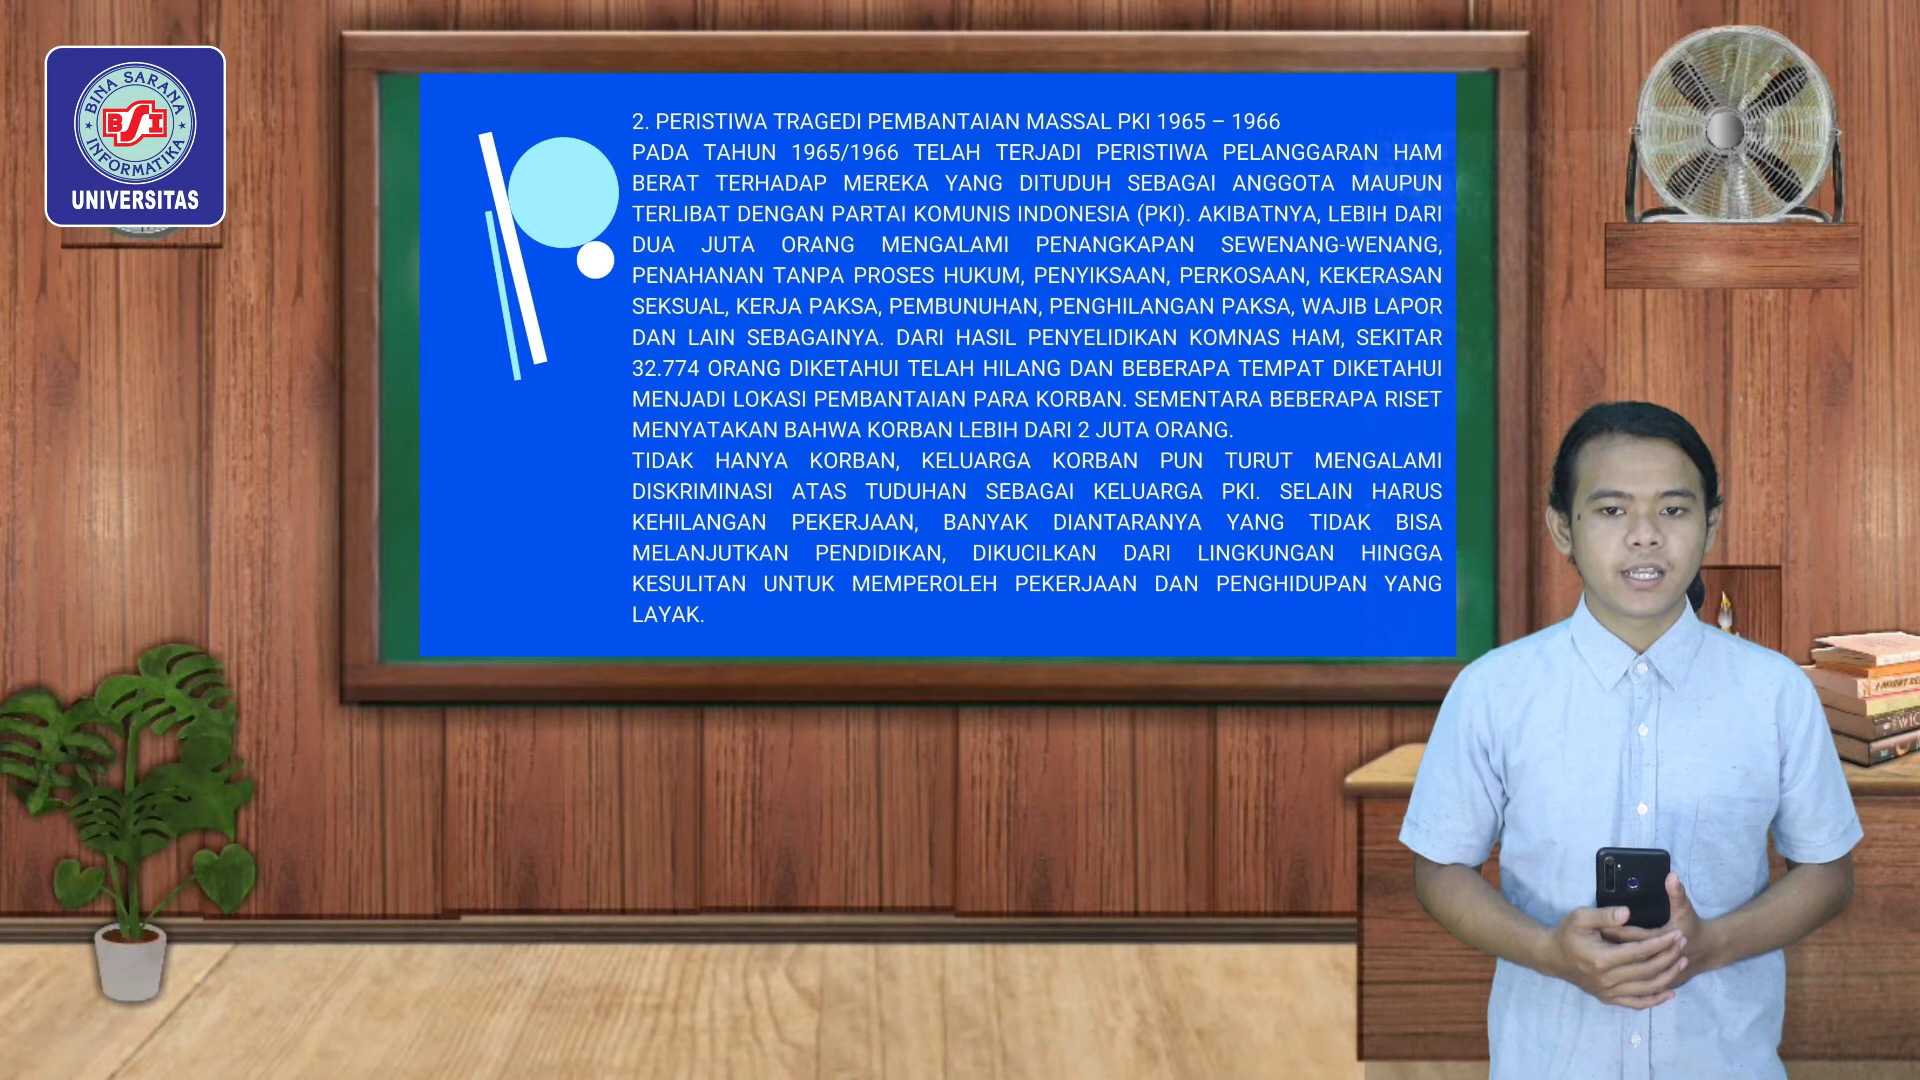 BINA SARANA
BSI
INFORMATIKA
UNIVERSITAS
2. PERISTIWA TRAGEDI PEMBANTAIAN MASSAL PKI 1965 – 1966
PADA TAHUN 1965/1966 TELAH TERJADI PERISTIWA PELANGGARAN HAM
BERAT TERHADAP MEREKA YANG DITUDUH SEBAGAI ANGGOTA MAUPUN
TERLIBAT DENGAN PARTAI KOMUNIS INDONESIA (PKI). AKIBATNYA, LEBIH DARI
DUA JUTA ORANG MENGALAMI PENANGKAPAN SEWENANG-WENANG,
PENAHANAN TANPA PROSES HUKUM, PENYIKSAAN, PERKOSAAN, KEKERASAN
SEKSUAL, KERJA PAKSA, PEMBUNUHAN, PENGHILANGAN PAKSA, WAJIB LAPOR
DAN LAIN SEBAGAINYA. DARI HASIL PENYELIDIKAN KOMNAS HAM, SEKITAR
32.774 ORANG DIKETAHUI TELAH HILANG DAN BEBERAPA TEMPAT DIKETAHUI
MENJADI LOKASI PEMBANTAIAN PARA KORBAN. SEMENTARA BEBERAPA RISET
MENYATAKAN BAHWA KORBAN LEBIH DARI 2 JUTA ORANG.
TIDAK HANYA KORBAN, KELUARGA KORBAN PUN TURUT MENGALAMI
DISKRIMINASI ATAS TUDUHAN SEBAGAI KELUARGA PKI. SELAIN HARUS
KEHILANGAN PEKERJAAN, BANYAK DIANTARANYA YANG TIDAK BISA
MELANJUTKAN PENDIDIKAN, DIKUCILKAN DARI LINGKUNGAN HINGGA
KESULITAN UNTUK MEMPEROLEH PEKERJAAN DAN PENGHIDUPAN YANG
LAYAK.
I MIGHT